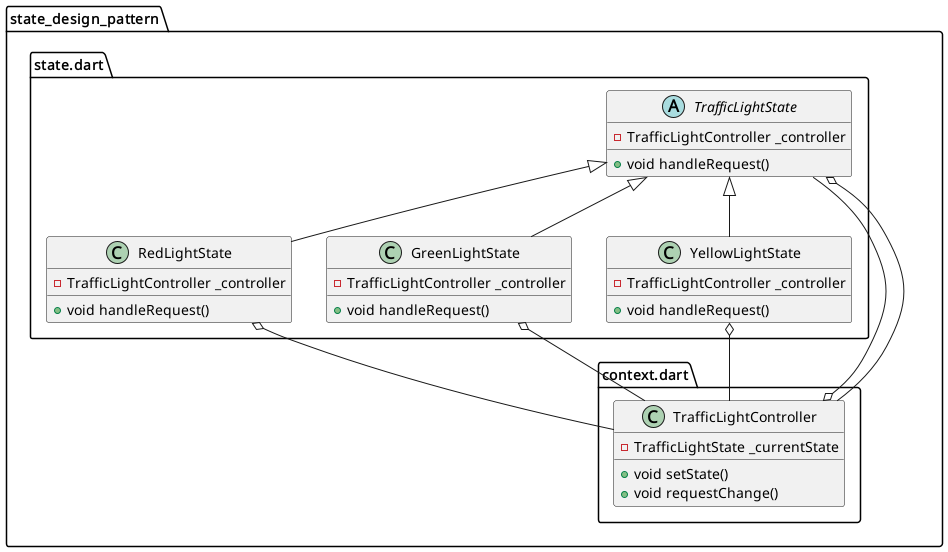 state_design_pattern
state.dart
A TrafficLightState
TrafficLightController _controller
void handleRequest()
C RedLightState
TrafficLightController _controller
void handleRequest()
C GreenLightState
TrafficLightController _controller
void handleRequest()
C YellowLightState
TrafficLightController _controller
void handleRequest()
context.dart
C TrafficLightController
TrafficLightState _currentState
void setState()
void requestChange()